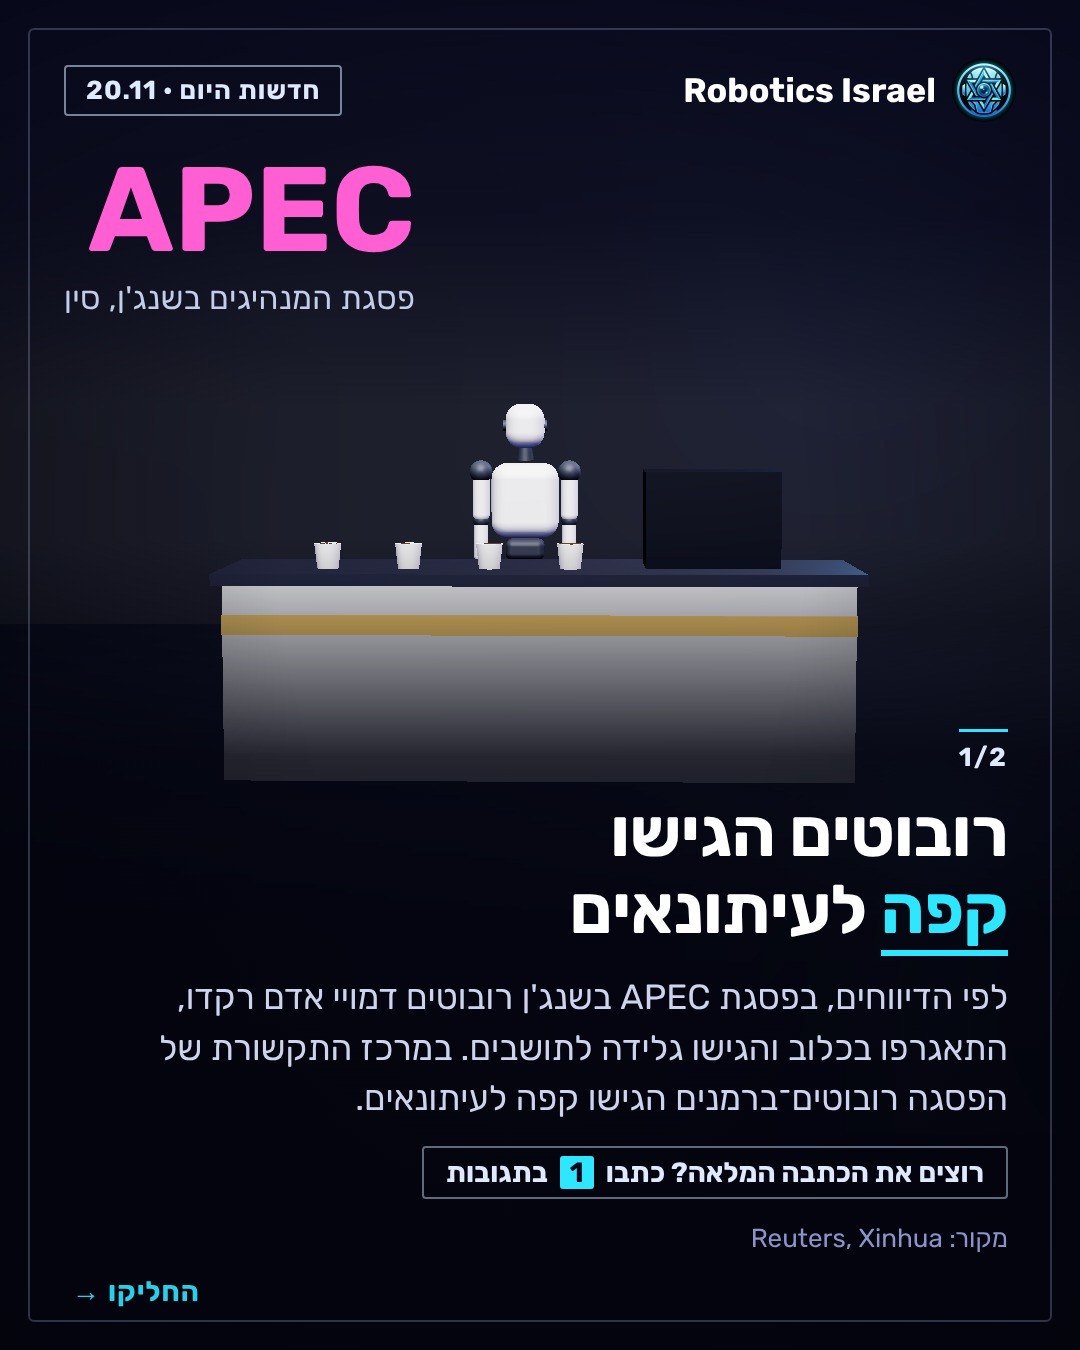 Robotics Israel
חדשות היום • 20.11
APEC
פסגת המנהיגים בשנג'ן, סין
1/2
רובוטים הגישו
קפה לעיתונאים
לפי הדיווחים, בפסגת APEC בשנג'ן רובוטים דמויי אדם רקדו,
התאגרפו בכלוב והגישו גלידה לתושבים. במרכז התקשורת של
הפסגה רובוטים־ברמנים הגישו קפה לעיתונאים.
רוצים את הכתבה המלאה? כתבו 1 בתגובות
מקור: Reuters, Xinhua
החליקו →